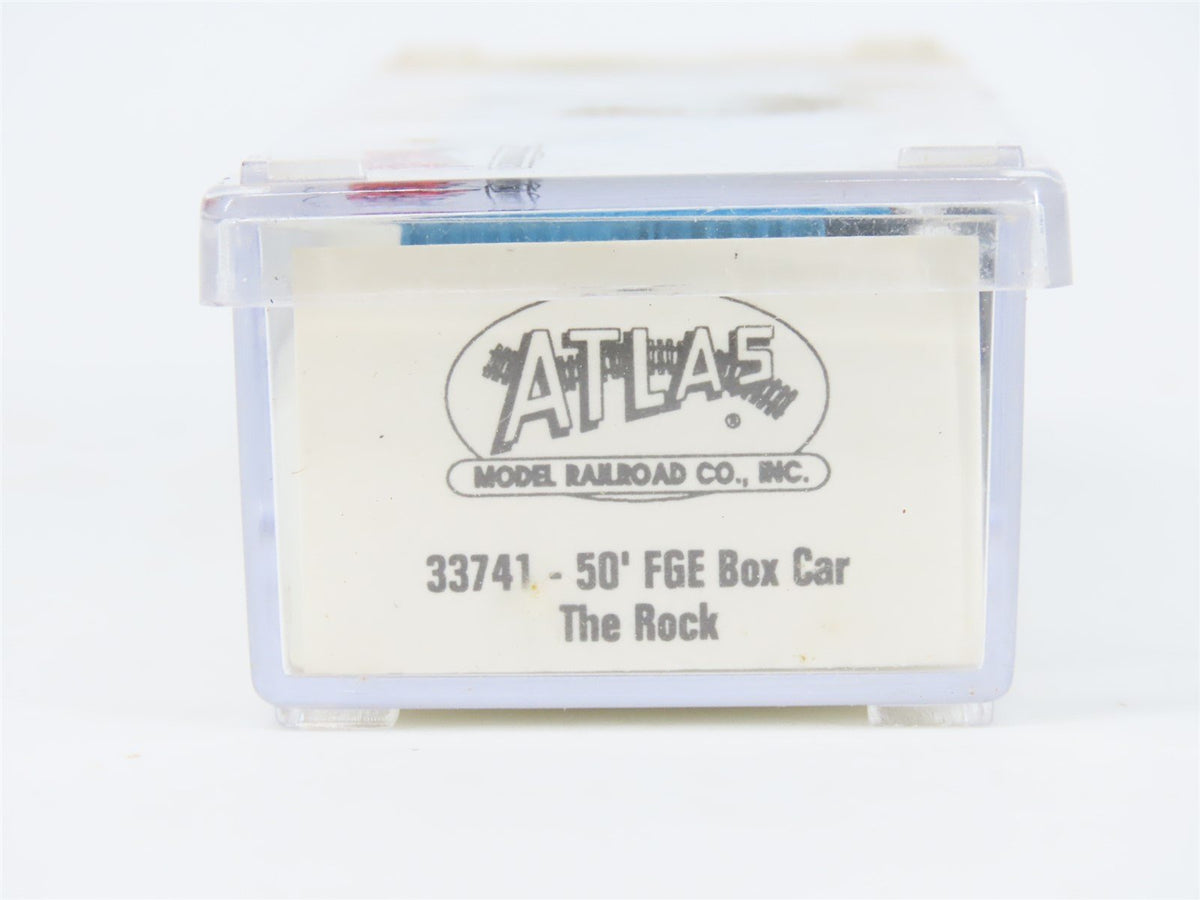 ATLAS
®
MODEL RAILROAD CO., INC.
33741 - 50' FGE Box Car
The Rock